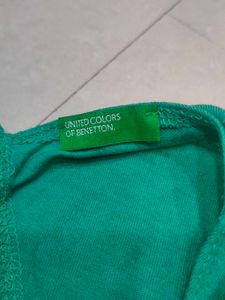 UNITED COLORS
OF BENETTON.